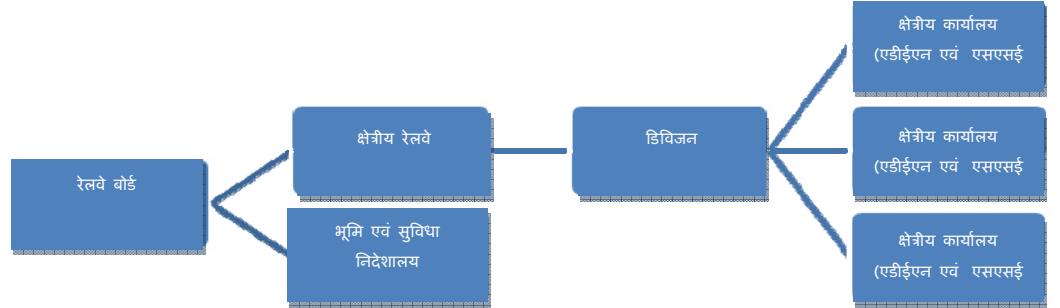 रेलवे बोर्ड
क्षेत्रीय रेलवे
भूमि एवं सुविधा
निदेशालय
डिविजन
क्षेत्रीय कार्यालय
(एडीईएन एवं एसएसई
क्षेत्रीय कार्यालय
(एडीईएन एवं एसएसई
क्षेत्रीय कार्यालय
(एडीईएन एवं एसएसई